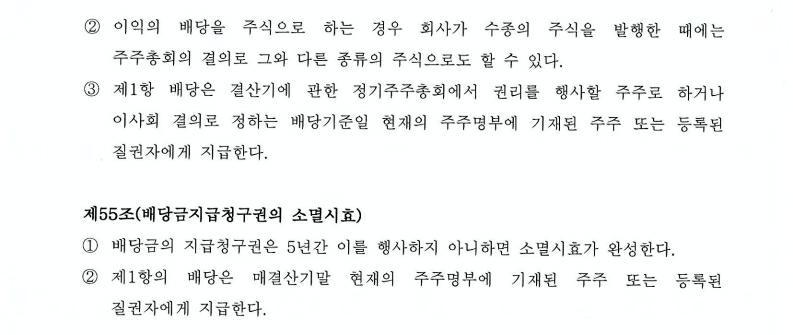 ② 이익의 배당을 주식으로 하는 경우 회사가 수종의 주식을 발행한 때에는
주주총회의 결의로 그와 다른 종류의 주식으로도 할 수 있다.
③ 제1항 배당은 결산기에 관한 정기주주총회에서 권리를 행사할 주주로 하거나
이사회 결의로 정하는 배당기준일 현재의 주주명부에 기재된 주주 또는 등록된
질권자에게 지급한다.
제55조(배당금지급청구권의 소멸시효)
① 배당금의 지급청구권은 5년간 이를 행사하지 아니하면 소멸시효가 완성한다.
② 제1항의 배당은 매결산기말 현재의 주주명부에 기재된 주주 또는 등록된
질권자에게 지급한다.